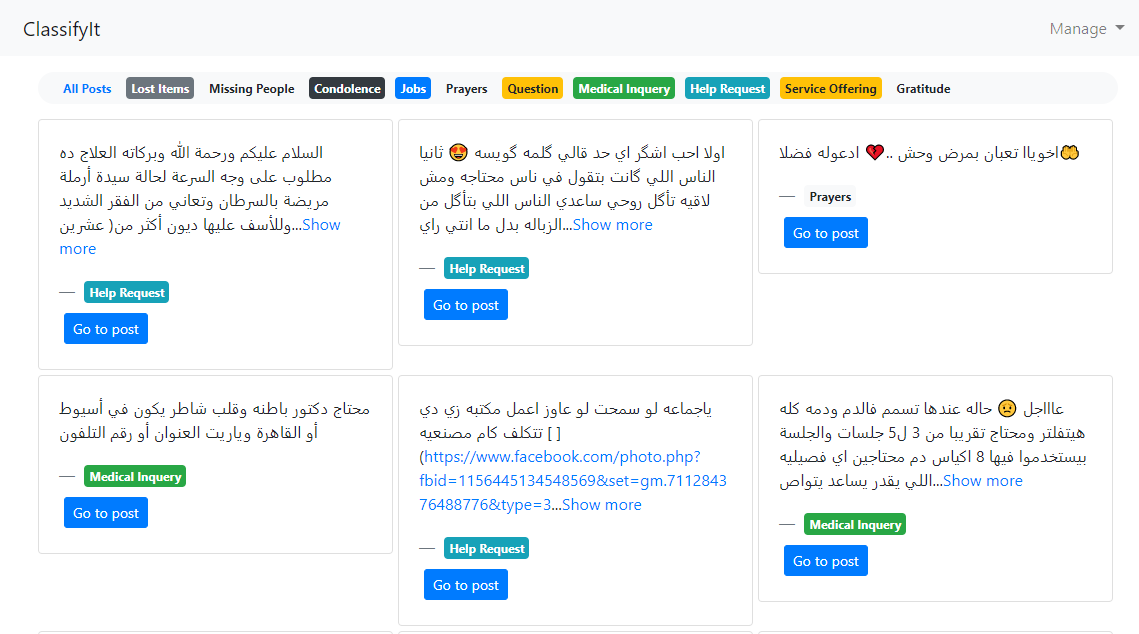 ClassifyIt
Manage
All Posts Lost Items Missing People Condolence Jobs Prayers Question Medical Inquery Help Request Service Offering Gratitude
السلام عليكم ورحمة الله وبركاته العلاج ده
مطلوب على وجه السرعة لحالة سيدة أرملة
مريضة بالسرطان وتعاني من الفقر الشديد
وللأسف عليها ديون أكثر من( عشرين...Show
more
— Help Request
Go to post
اولا احب اشگر اي حد قالي گلمه گويسه 😍 ثانيا
الناس اللي گانت بتقول في ناس محتاجه ومش
لاقيه تأگل روحي ساعدي الناس اللي بتأگل من
الزباله بدل ما انتي راي...Show more
— Help Request
Go to post
🤲اخوياا تعبان بمرض وحش ..💔 ادعوله فضلا
— Prayers
Go to post
محتاج دكتور باطنه وقلب شاطر يكون في أسيوط
أو القاهرة وياريت العنوان أو رقم التلفون
— Medical Inquery
Go to post
ياجماعه لو سمحت لو عاوز اعمل مكتبه زي دي
تتكلف كام مصنعيه [ ]
(https://www.facebook.com/photo.php?
fbid=1156445134548569&set=gm.7112843
76488776&type=3...Show more
— Help Request
Go to post
عاااجل 😟 حاله عندها تسمم فالدم ودمه كله
هيتفلتر ومحتاج تقريبا من 3 ل5 جلسات والجلسة
بيستخدموا فيها 8 اكياس دم محتاجين اي فصيليه
اللي يقدر يساعد يتواص...Show more
— Medical Inquery
Go to post